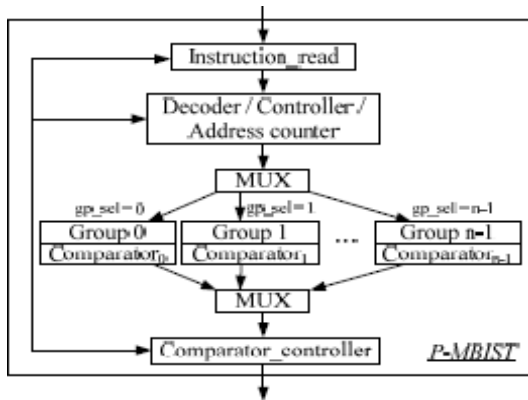 Instruction_read
Decoder / Controller /
Address counter
MUX
gp_sel=0 gp_sel=1 gp_sel=n-1
Group 0 Group 1 ... Group n-1
Comparator0 Comparator1 Comparatorn-1
MUX
Comparator_controller
P-MBIST